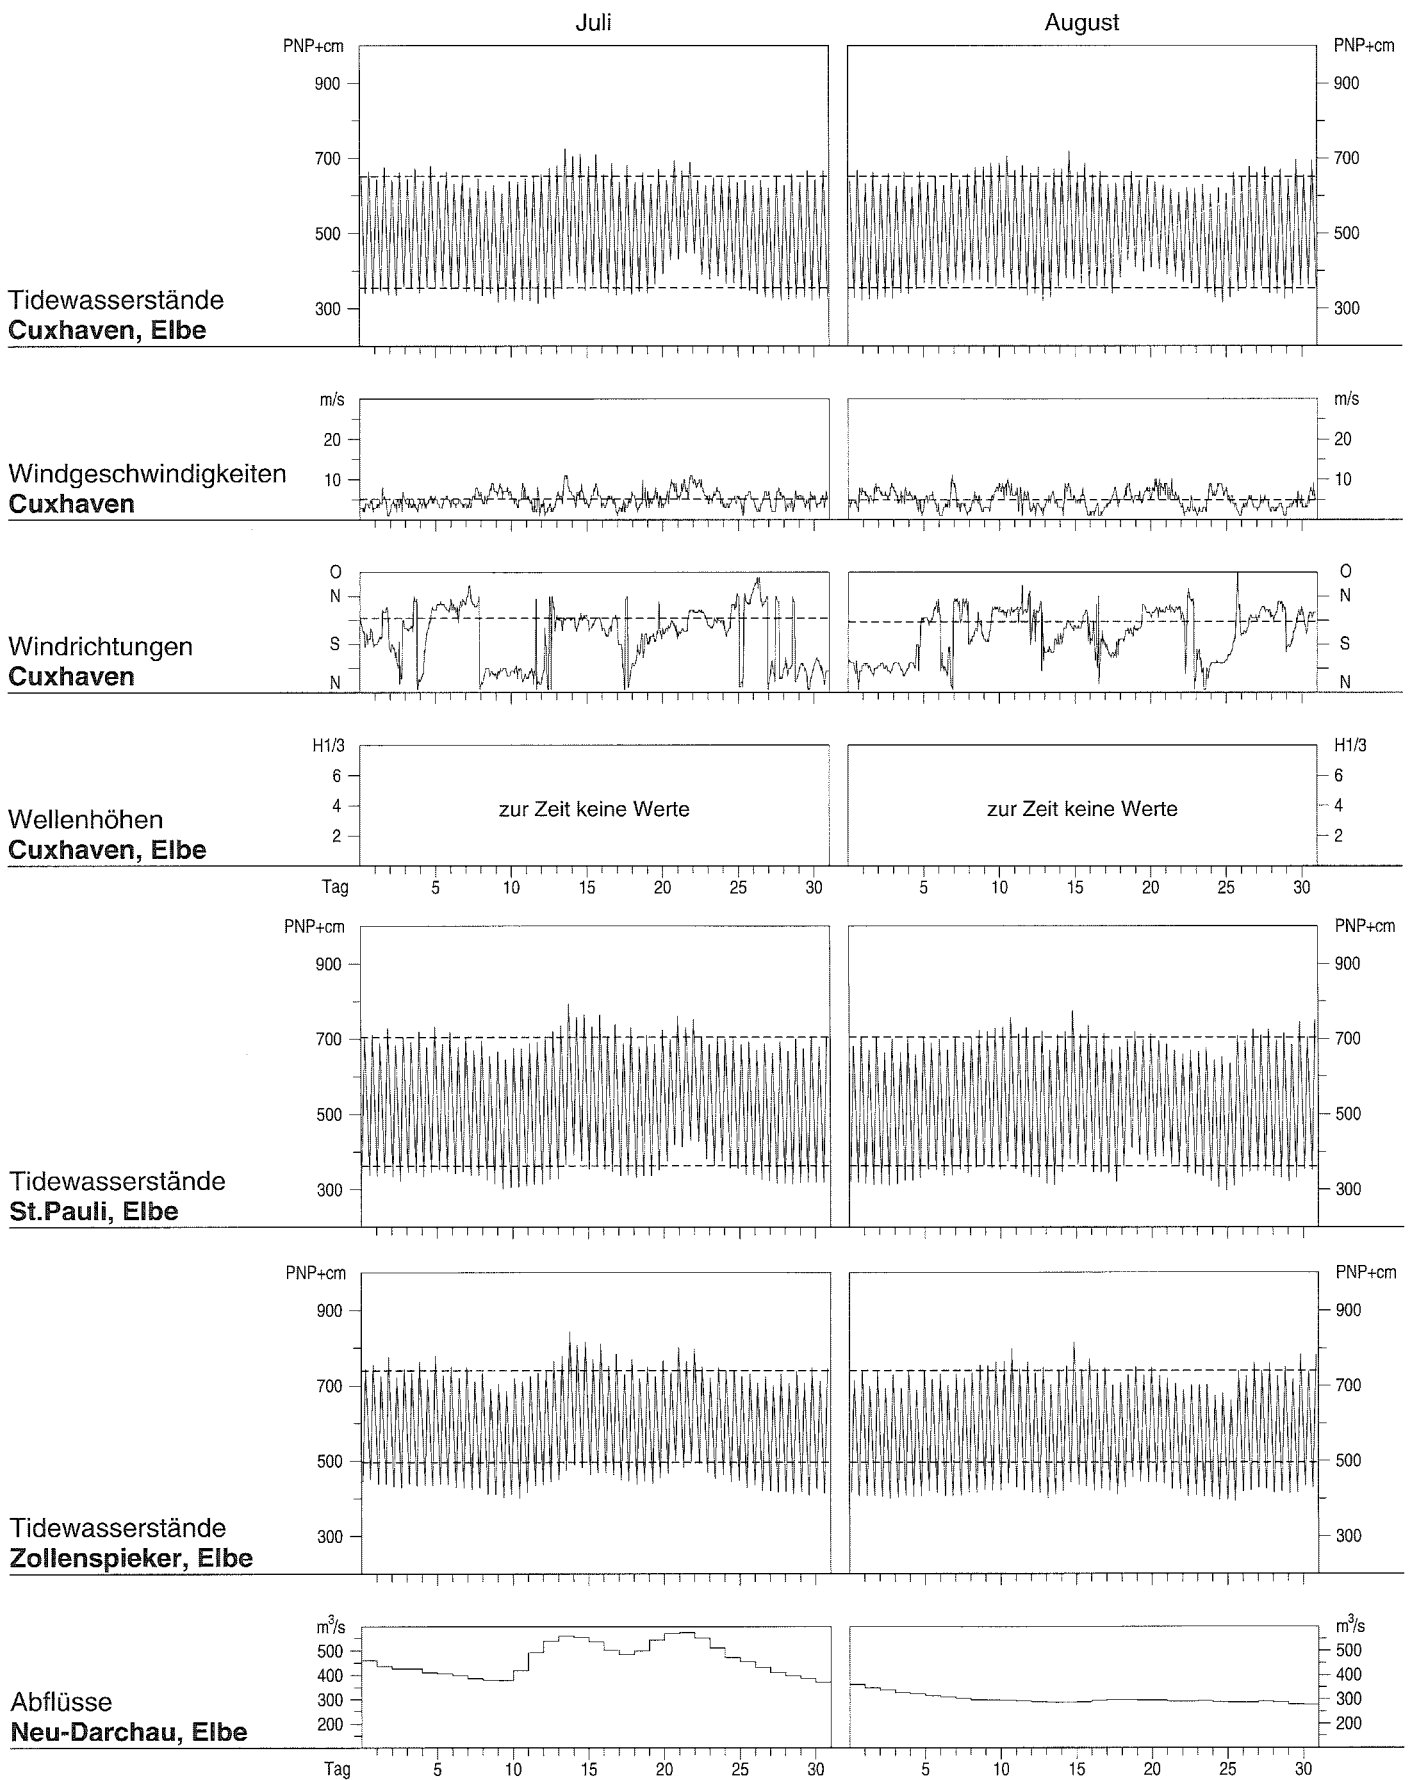 Juli August
PNP+cm PNP+cm
900 900
700 700
500 500
300 300
Tidewasserstände
Cuxhaven, Elbe
m/s m/s
20 20
10 10
Windgeschwindigkeiten
Cuxhaven
O O
N N
S S
N N
Windrichtungen
Cuxhaven
H1/3 H1/3
6 6
4 4
2 2
zur Zeit keine Werte zur Zeit keine Werte
Wellenhöhen
Cuxhaven, Elbe
Tag 5 10 15 20 25 30 5 10 15 20 25 30
PNP+cm PNP+cm
900 900
700 700
500 500
300 300
Tidewasserstände
St.Pauli, Elbe
PNP+cm PNP+cm
900 900
700 700
500 500
300 300
Tidewasserstände
Zollenspieker, Elbe
m³/s m³/s
500 500
400 400
300 300
200 200
Abflüsse
Neu-Darchau, Elbe
Tag 5 10 15 20 25 30 5 10 15 20 25 30